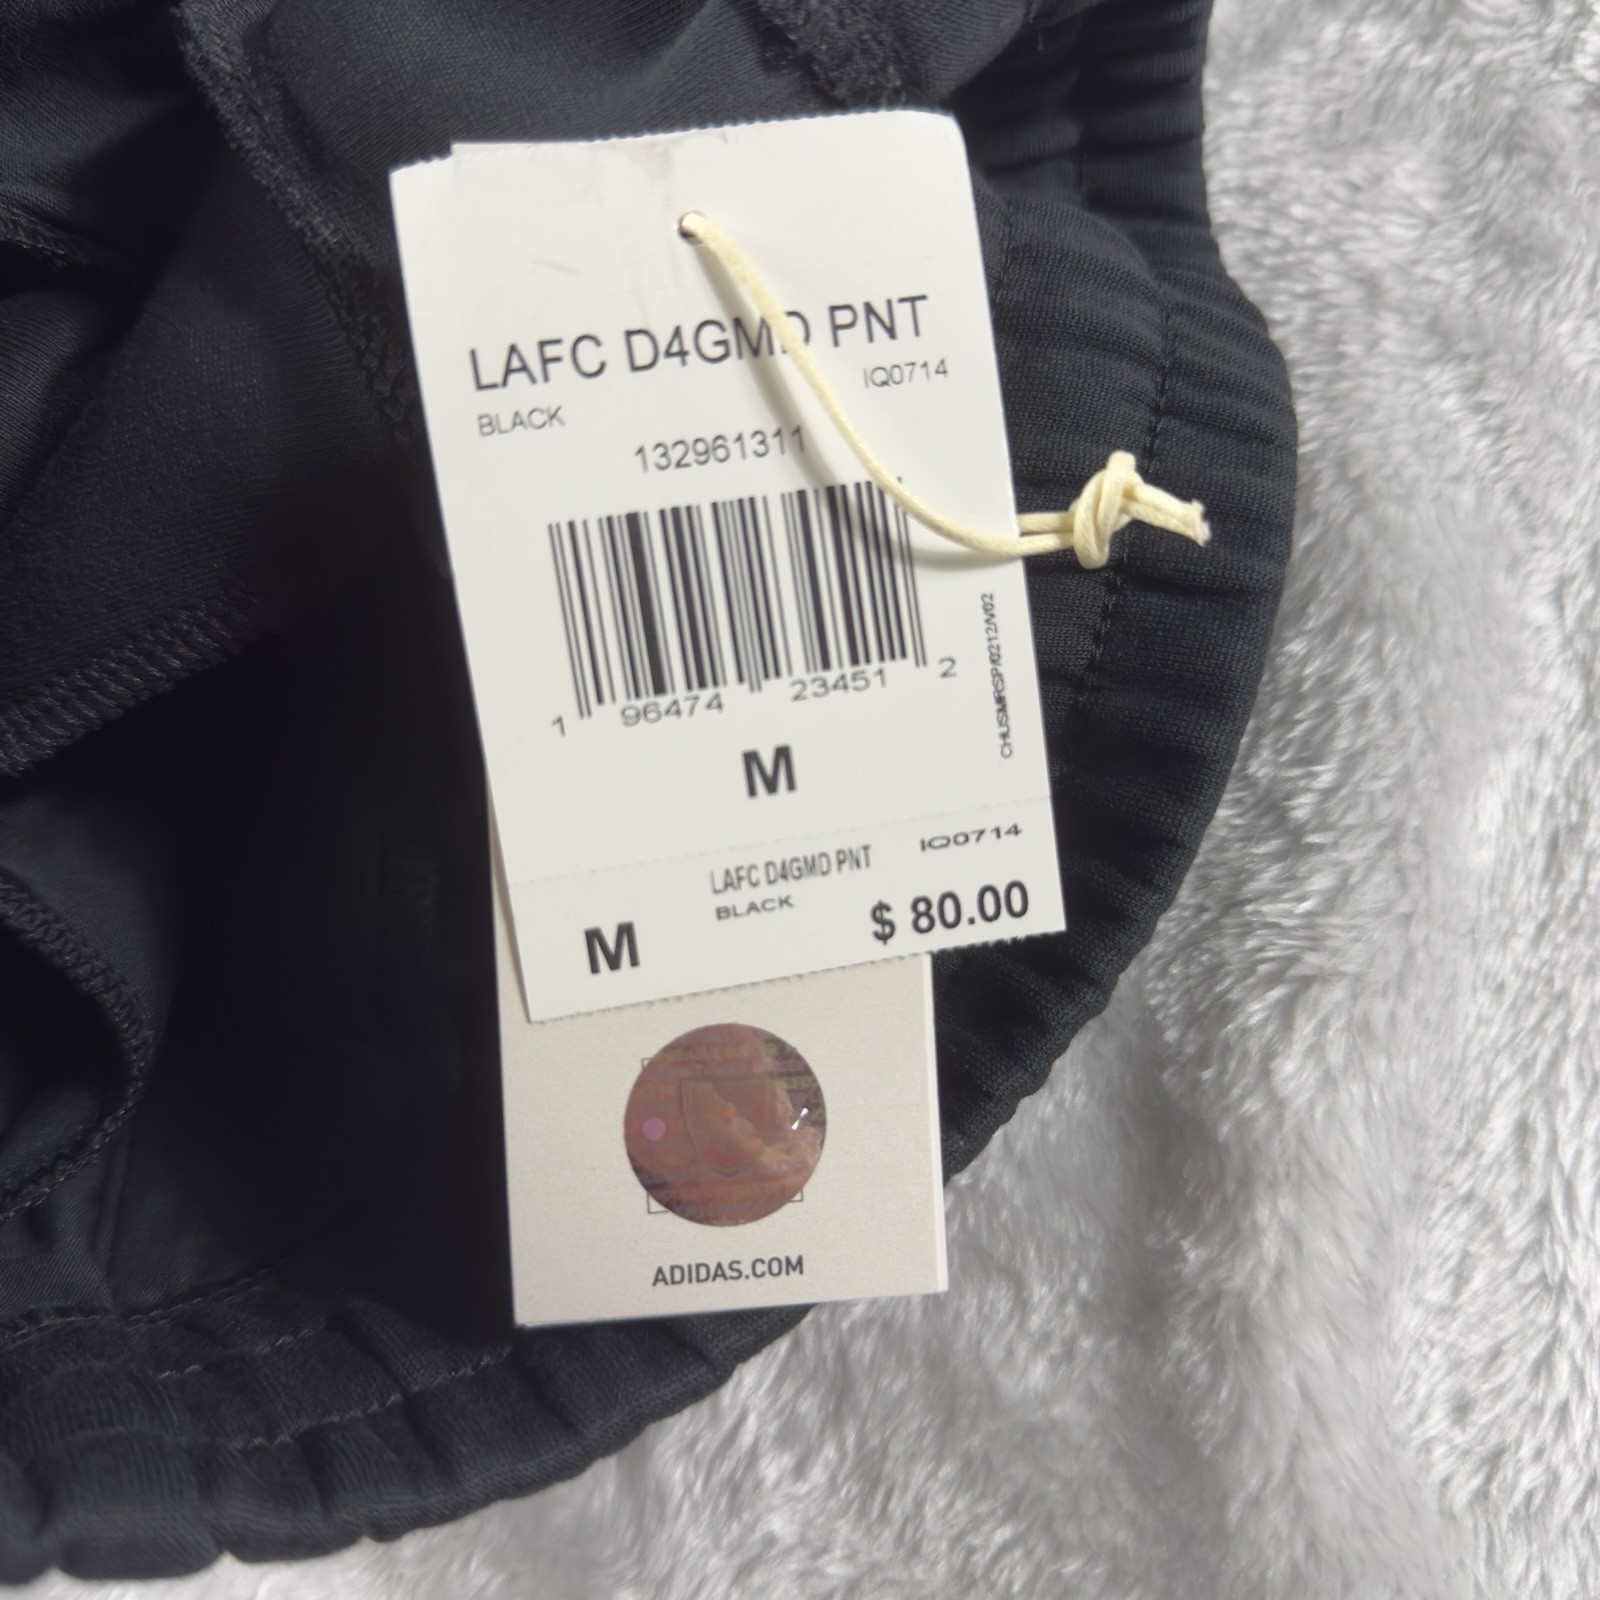 LAFC D4GMD PNT
BLACK
IQ0714
132961311
1 96474 23451 2
CHUSMRSP/0212/V02
M
LAFC D4GMD PNT
IQ0714
BLACK
M
$ 80.00
ADIDAS.COM